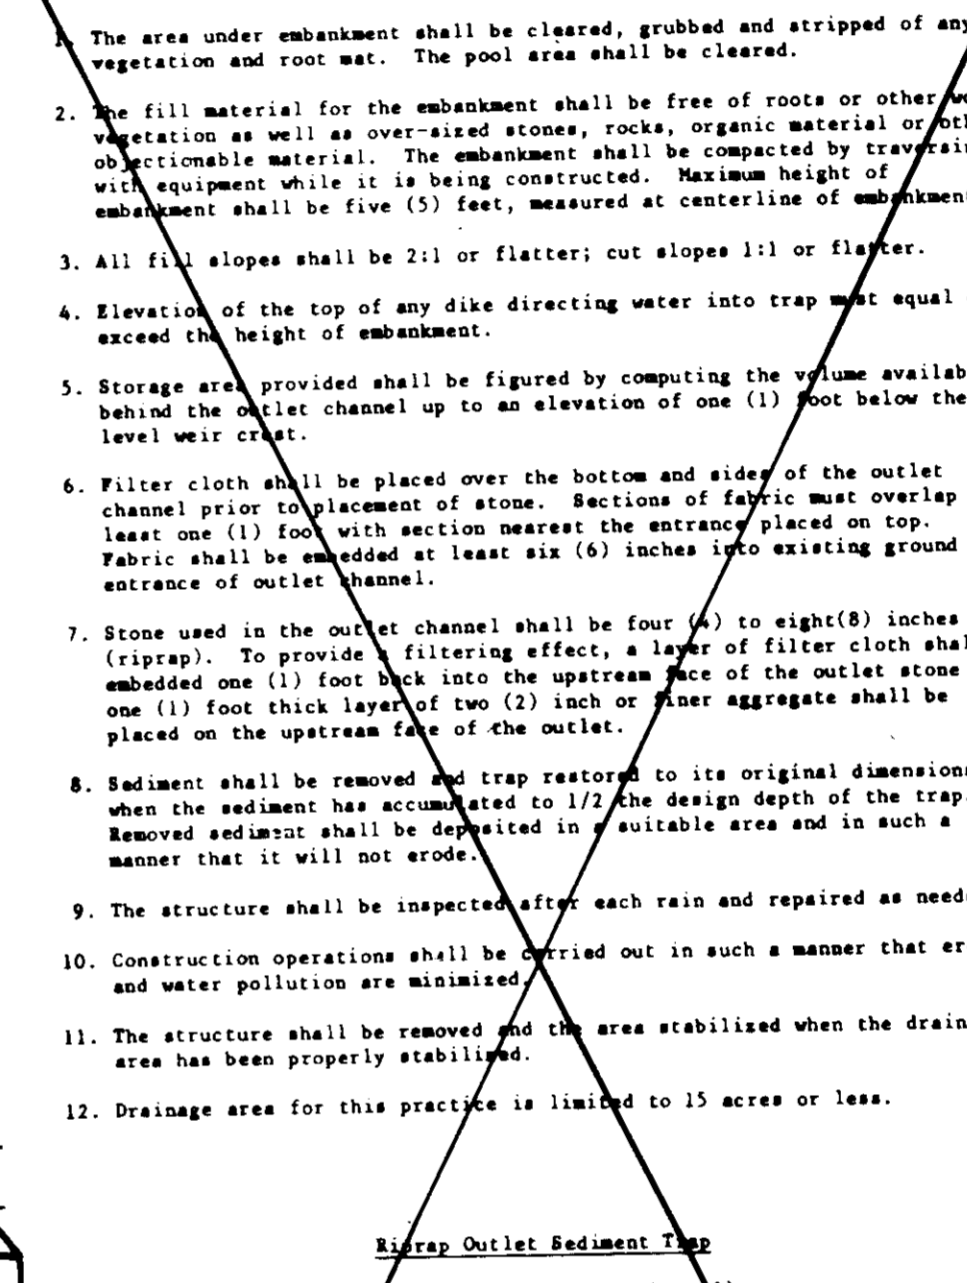 1. The area under embankment shall be cleared, grubbed and stripped of any
vegetation and root mat. The pool area shall be cleared.
2. The fill material for the embankment shall be free of roots or other
vegetation as well as over-sized stones, rocks, organic material or
objectionable material. The embankment shall be compacted by
with equipment while it is being constructed. Maximum height of
embankment shall be five (5) feet, measured at centerline of embankment
3. All fill slopes shall be 2:1 or flatter; cut slopes 1:1 or flatter.
4. Elevation of the top of any dike directing water into trap must equal
exceed the height of embankment.
5. Storage area provided shall be figured by computing the volume availab
behind the outlet channel up to an elevation of one (1) foot below the
level weir crest.
6. Filter cloth shall be placed over the bottom and sides of the outlet
channel prior to placement of stone. Sections of fabric must overlap
least one (1) foot with section nearest the entrance placed on top.
Fabric shall be embedded at least six (6) inches into existing ground
entrance of outlet channel.
7. Stone used in the outlet channel shall be four (4) to eight(8) inches
(riprap). To provide a filtering effect, a layer of filter cloth shal
embedded one (1) foot back into the upstream face of the outlet stone
one (1) foot thick layer of two (2) inch or finer aggregate shall be
placed on the upstream face of the outlet.
8. Sediment shall be removed and trap restored to its original dimension
when the sediment has accumulated to 1/2 the design depth of the trap.
Removed sediment shall be deposited in a suitable area and in such a
manner that it will not erode.
9. The structure shall be inspected after each rain and repaired as need
10. Construction operations shall be carried out in such a manner that er
and water pollution are minimized.
11. The structure shall be removed and the area stabilized when the drain
area has been properly stabilized.
12. Drainage area for this practice is limited to 15 acres or less.
Riprap Outlet Sediment Trap